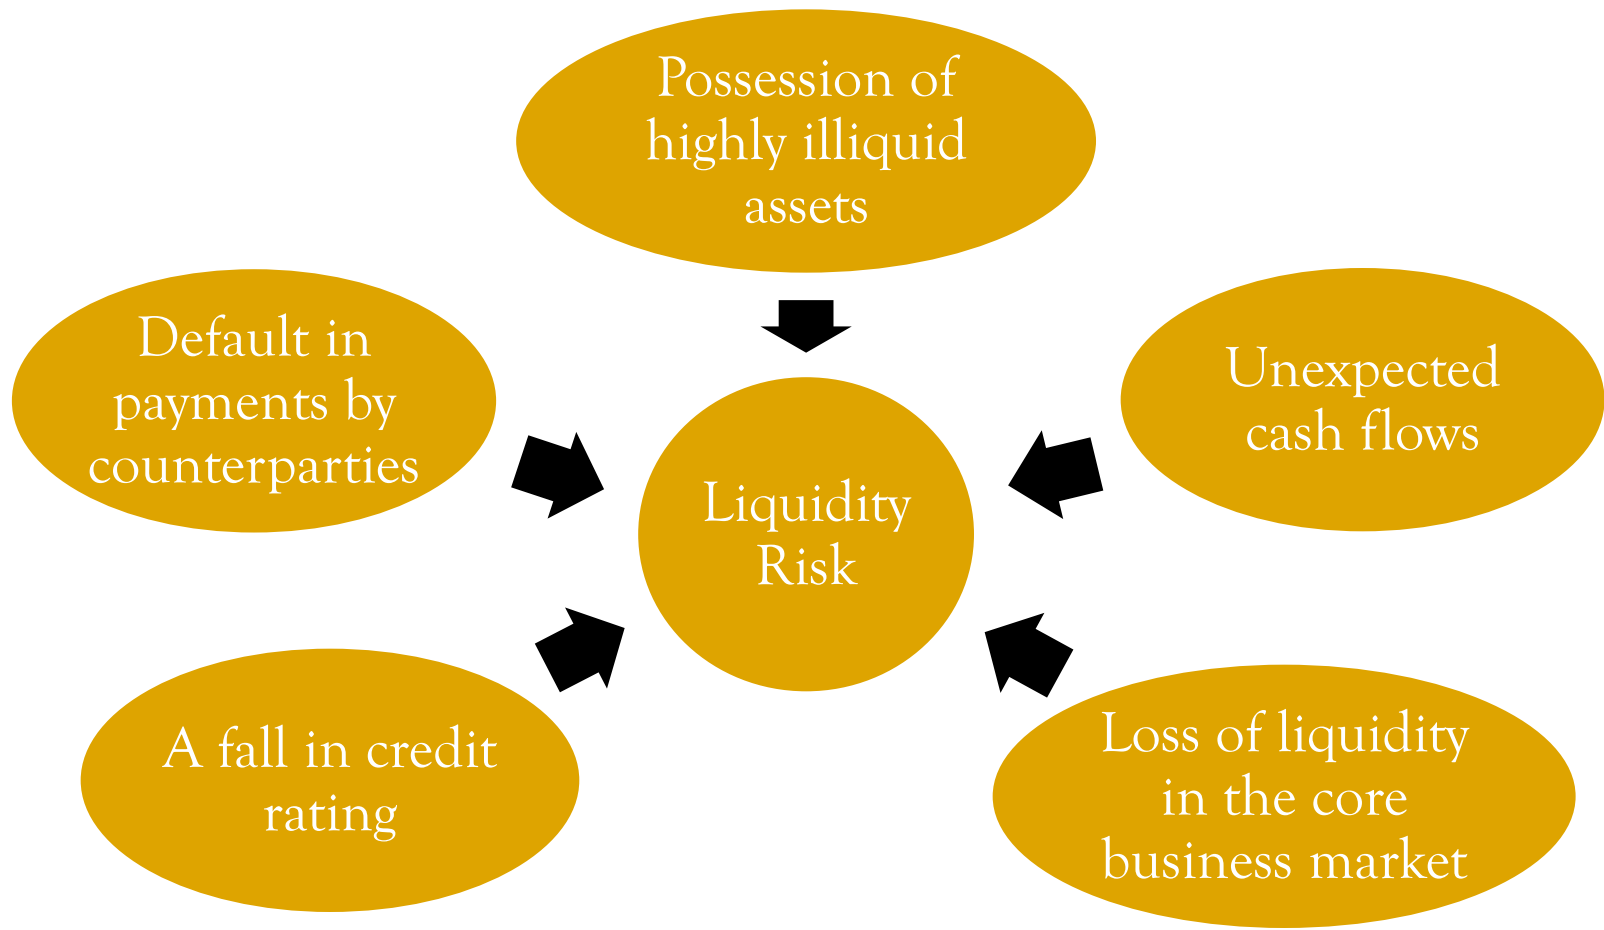 Possession of
highly illiquid
assets
Default in
payments by
counterparties
Unexpected
cash flows
Liquidity
Risk
A fall in credit
rating
Loss of liquidity
in the core
business market